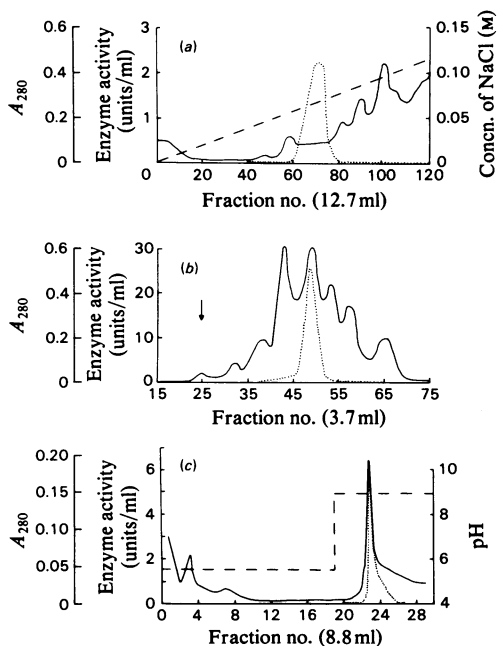 (a)
A280
Enzyme activity
(units/ml)
Concn. of NaCl (M)
0.6
0.4
0.2
0
3
2
1
0
0.15
0.10
0.05
0
0 20 40 60 80 100 120
Fraction no. (12.7 ml)
(b)
A280
Enzyme activity
(units/ml)
0.6
0.4
0.2
0
30
20
10
0
15 25 35 45 55 65 75
Fraction no. (3.7 ml)
(c)
A280
Enzyme activity
(units/ml)
pH
0.20
0.15
0.10
0.05
0
6
4
2
0
10
8
6
4
0 4 8 12 16 20 24 28
Fraction no. (8.8 ml)